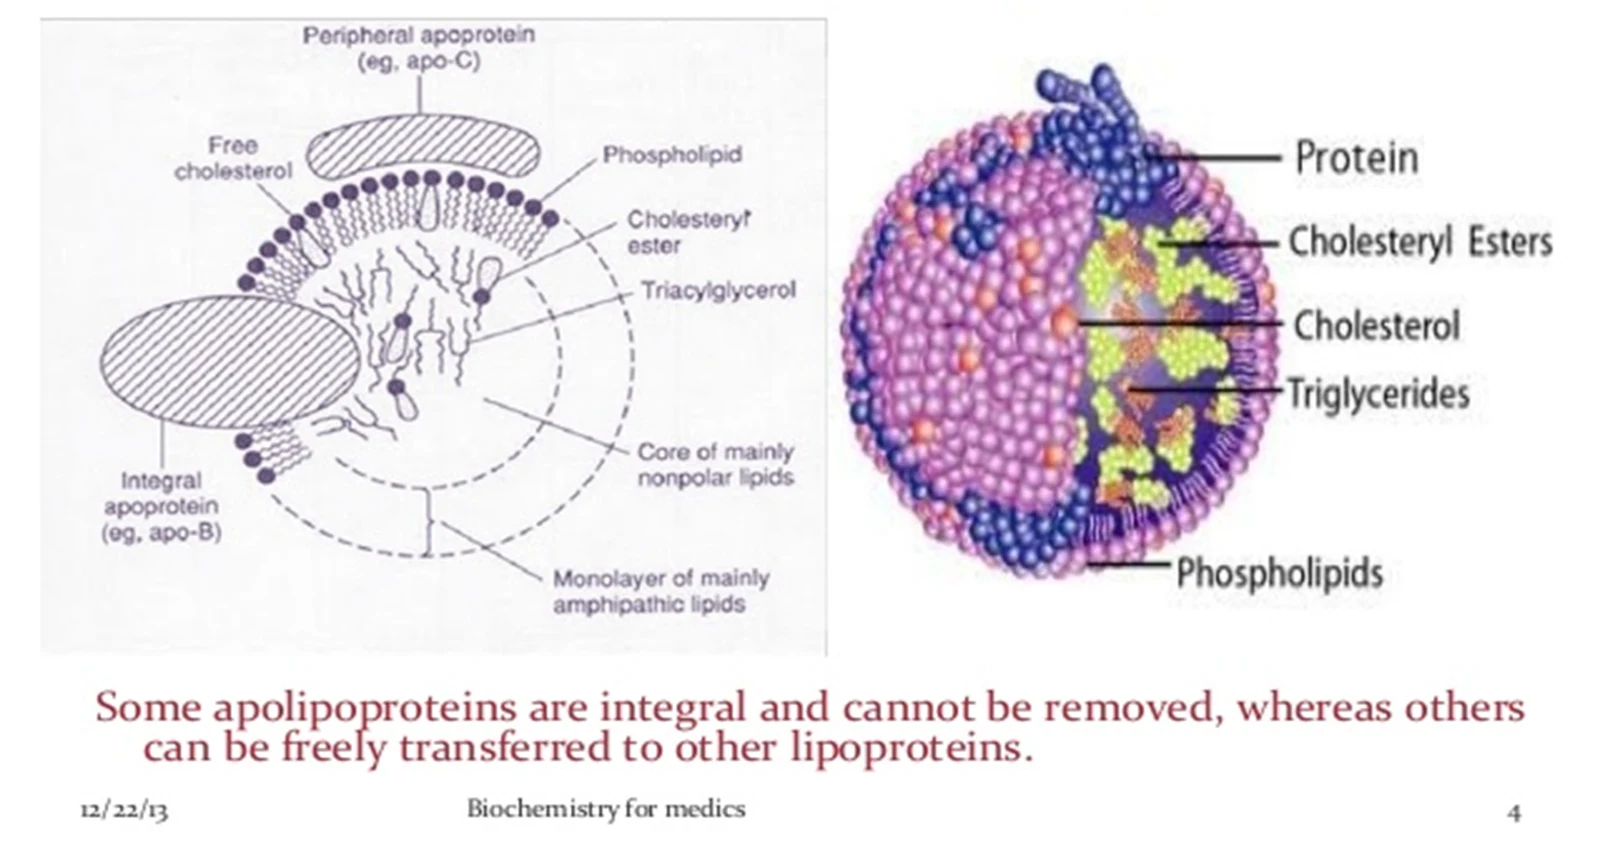 Peripheral apoprotein
(eg, apo-C)
Free
cholesterol
Phospholipid
Cholesteryl
ester
Triacylglycerol
Core of mainly
nonpolar lipids
Integral
apoprotein
(eg, apo-B)
Monolayer of mainly
amphipathic lipids
Protein
Cholesteryl Esters
Cholesterol
Triglycerides
Phospholipids
Some apolipoproteins are integral and cannot be removed, whereas others
can be freely transferred to other lipoproteins.
12/22/13
Biochemistry for medics
4